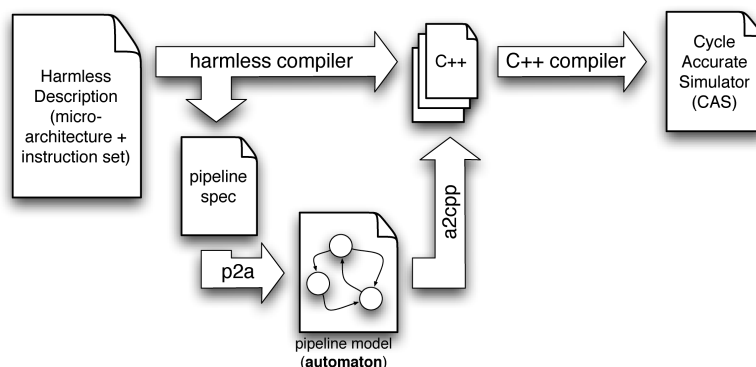 Harmless
Description
(micro-
architecture +
instruction set)
harmless compiler
C++
C++ compiler
Cycle
Accurate
Simulator
(CAS)
pipeline
spec
p2a
a2cpp
pipeline model
(automaton)